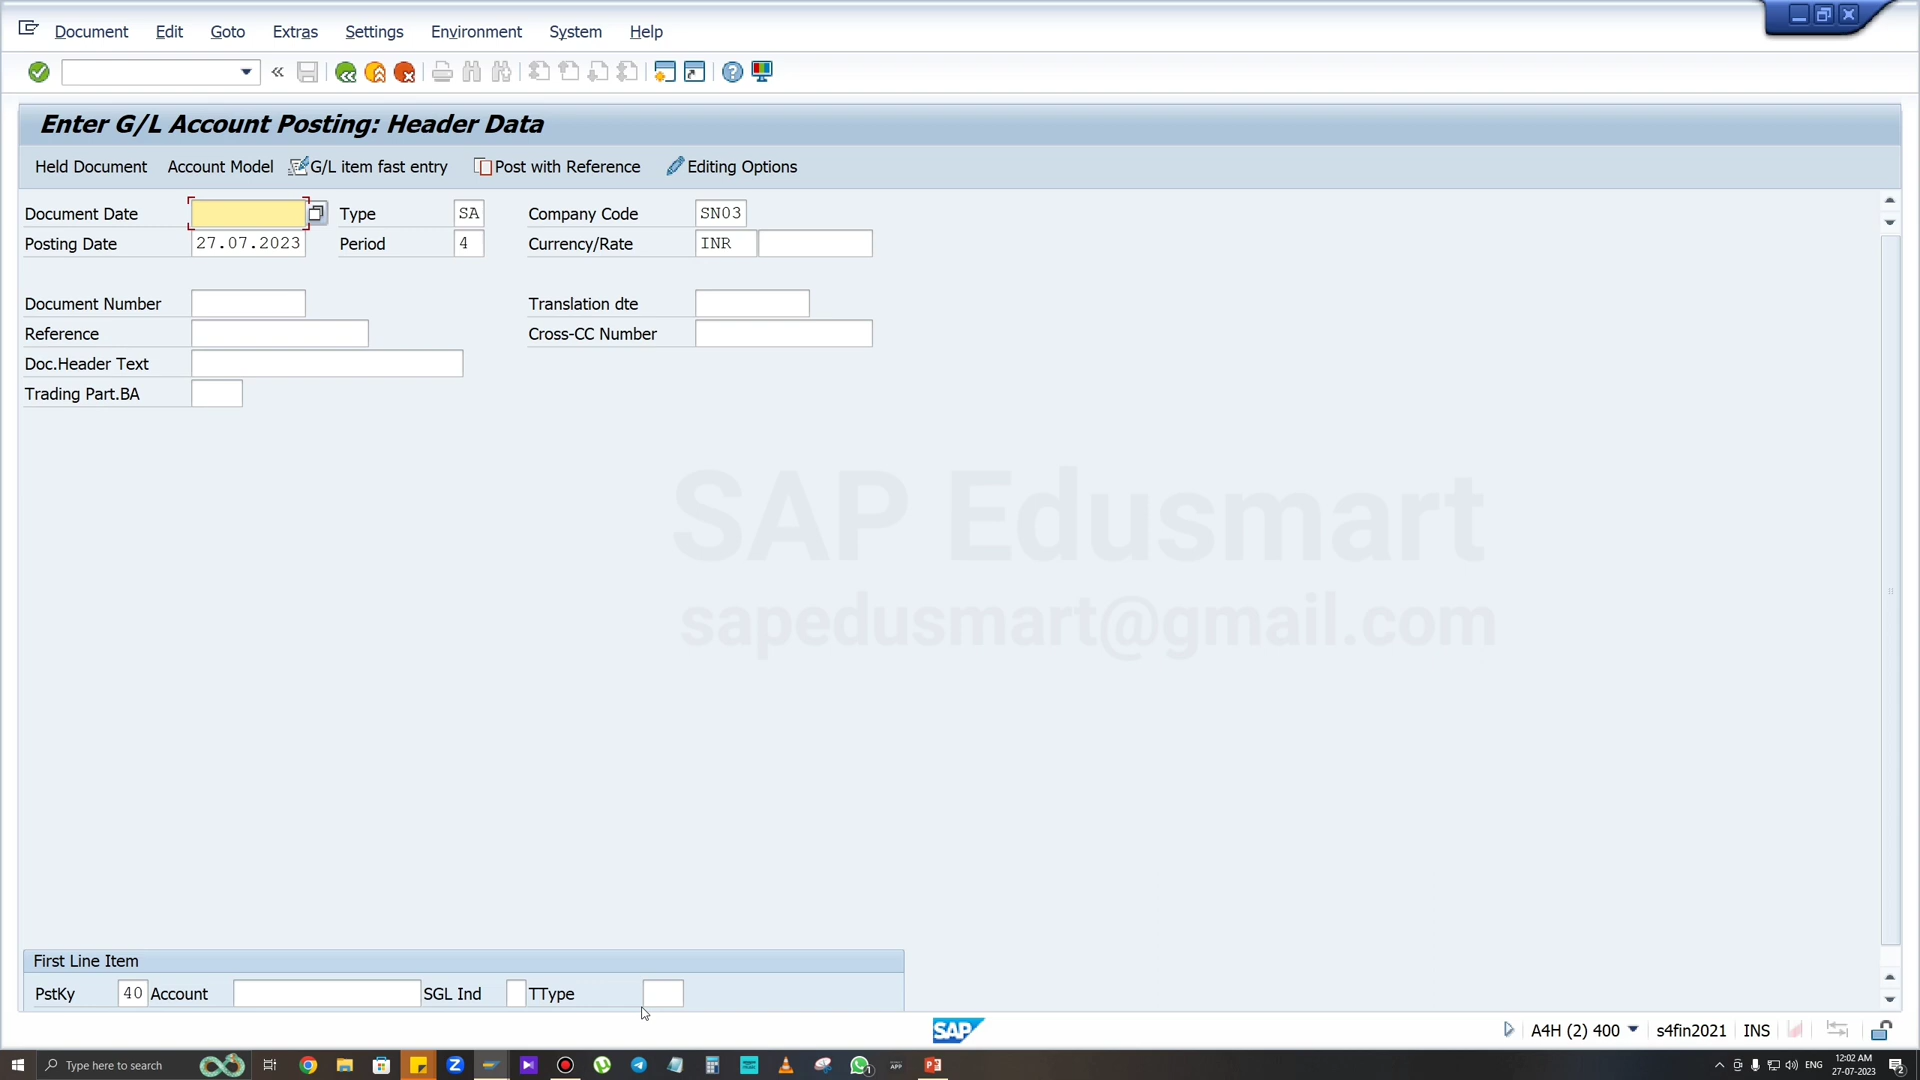 Document Edit Goto Extras Settings Environment System Help
Enter G/L Account Posting: Header Data
Held Document Account Model G/L item fast entry Post with Reference Editing Options
Document Date Type SA Company Code SN03
Posting Date 27.07.2023 Period 4 Currency/Rate INR
Document Number Translation dte
Reference Cross-CC Number
Doc.Header Text
Trading Part.BA
SAP Edusmart
sapedusmart@gmail.com
First Line Item
PstKy 40 Account SGL Ind TType
SAP A4H (2) 400 s4fin2021 INS
Type here to search ENG 12:02 AM
27-07-2023